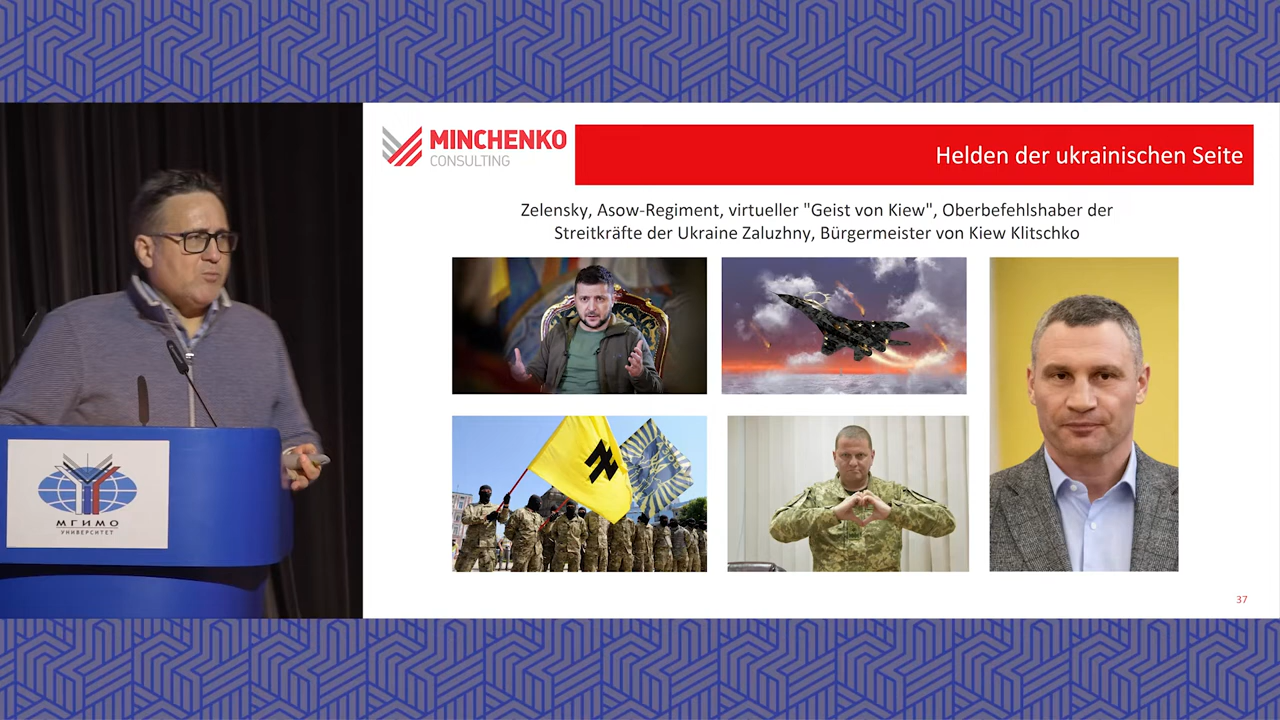 MINCHENKO
CONSULTING
Helden der ukrainischen Seite
Zelensky, Asow-Regiment, virtueller "Geist von Kiew", Oberbefehlshaber der
Streitkräfte der Ukraine Zaluzhny, Bürgermeister von Kiew Klitschko
МГИМО
УНИВЕРСИТЕТ
37